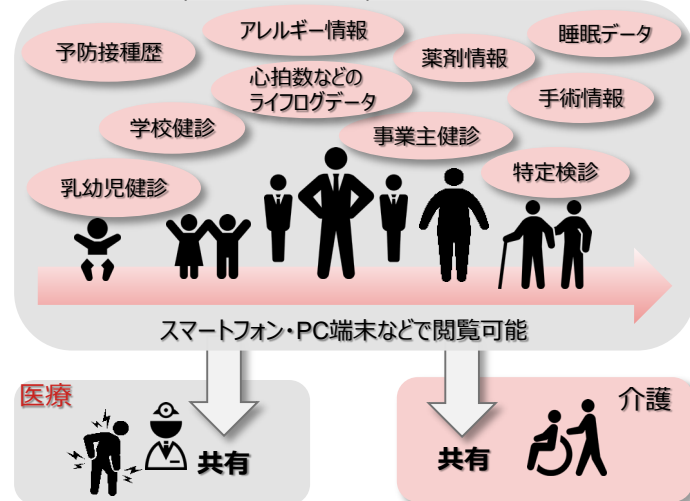 アレルギー情報
睡眠データ
予防接種歴
薬剤情報
心拍数などの
ライフログデータ
手術情報
学校健診
事業主健診
特定検診
乳幼児健診
スマートフォン・PC端末などで閲覧可能
医療
共有
介護
共有